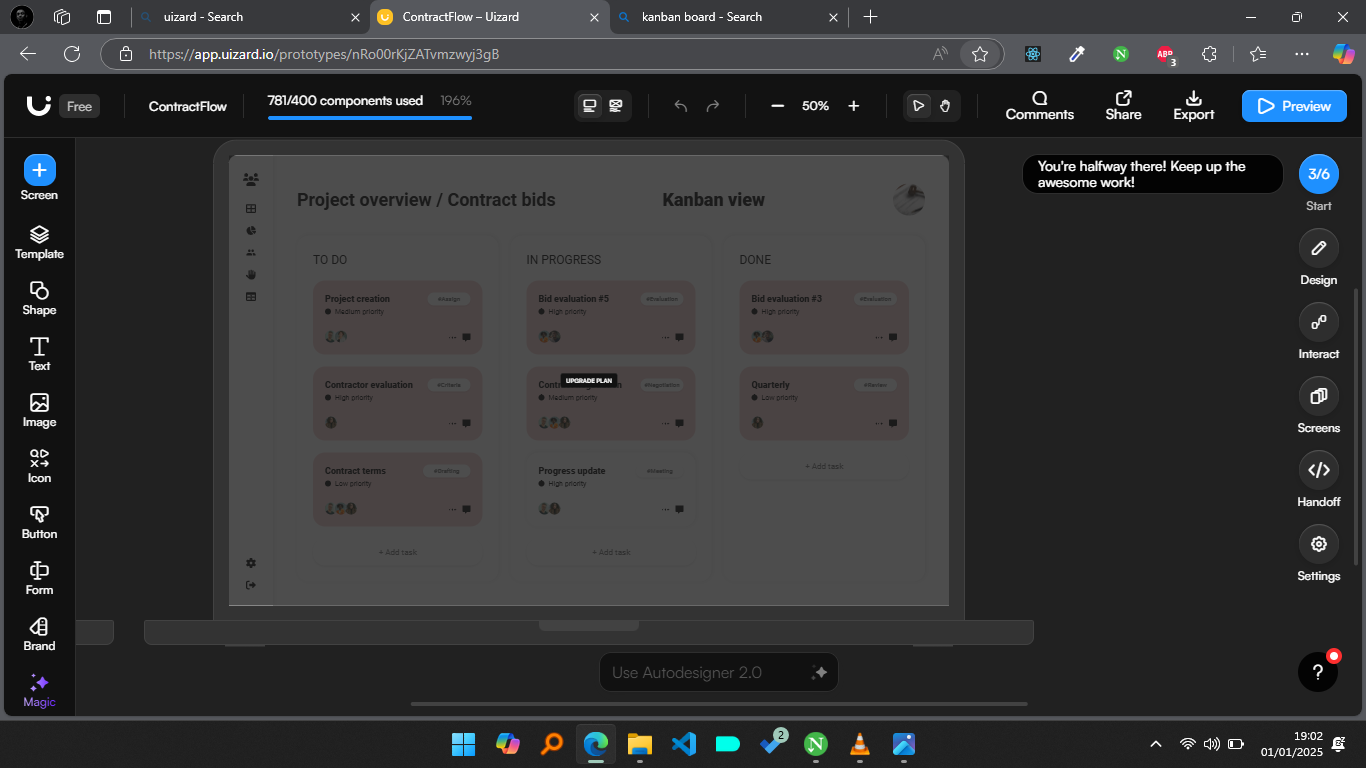 uizard - Search
ContractFlow – Uizard
kanban board - Search
https://app.uizard.io/prototypes/nRo00rKjZATvmzwyj3gB
ABD
3
Free
ContractFlow
781/400 components used 196%
50%
Comments
Share
Export
Preview
Screen
Template
Shape
Text
Image
Icon
Button
Form
Brand
Magic
Project overview / Contract bids
Kanban view
TO DO
Project creation
#Assign
Medium priority
Contractor evaluation
#Criteria
High priority
Contract terms
#Drafting
Low priority
+ Add task
IN PROGRESS
Bid evaluation #5
#Evaluation
High priority
UPGRADE PLAN
#Negotiation
Medium priority
Progress update
#Meeting
High priority
+ Add task
DONE
Bid evaluation #3
#Evaluation
High priority
Quarterly
#Review
Low priority
+ Add task
Use Autodesigner 2.0
You're halfway there! Keep up the
awesome work!
3/6
Start
Design
Interact
Screens
Handoff
Settings
?
2
19:02
01/01/2025